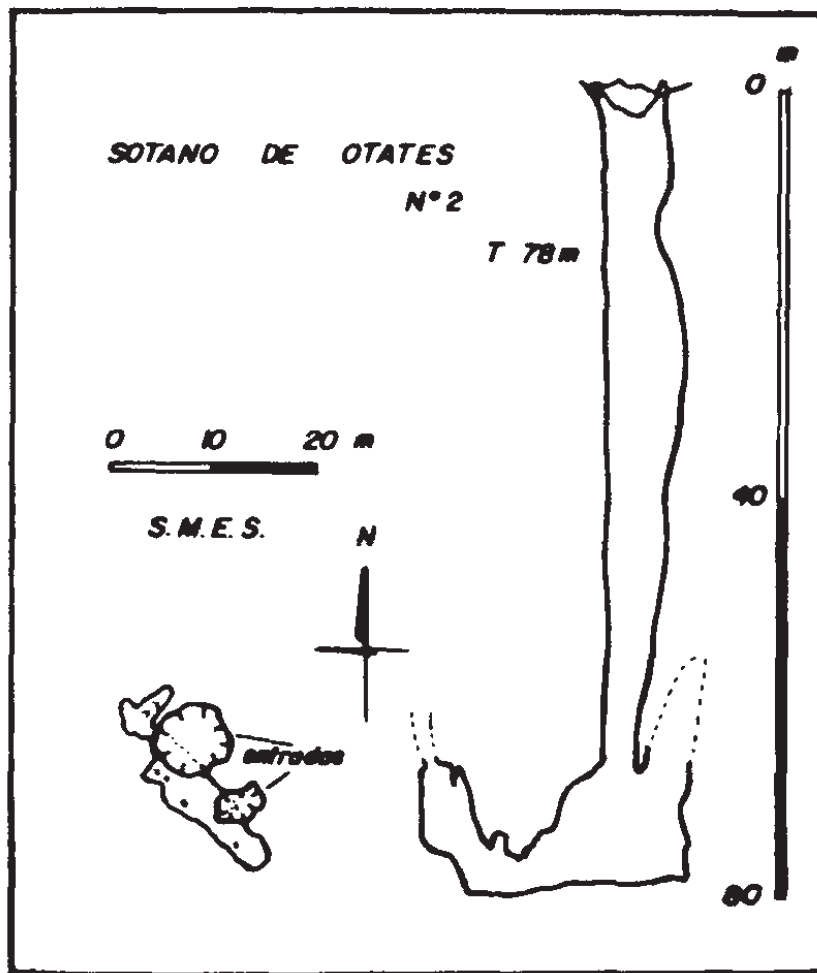 SOTANO DE OTATES
N° 2
T 78 m
m
0
40
80
0 10 20 m
S. M. E. S.
N
entradas